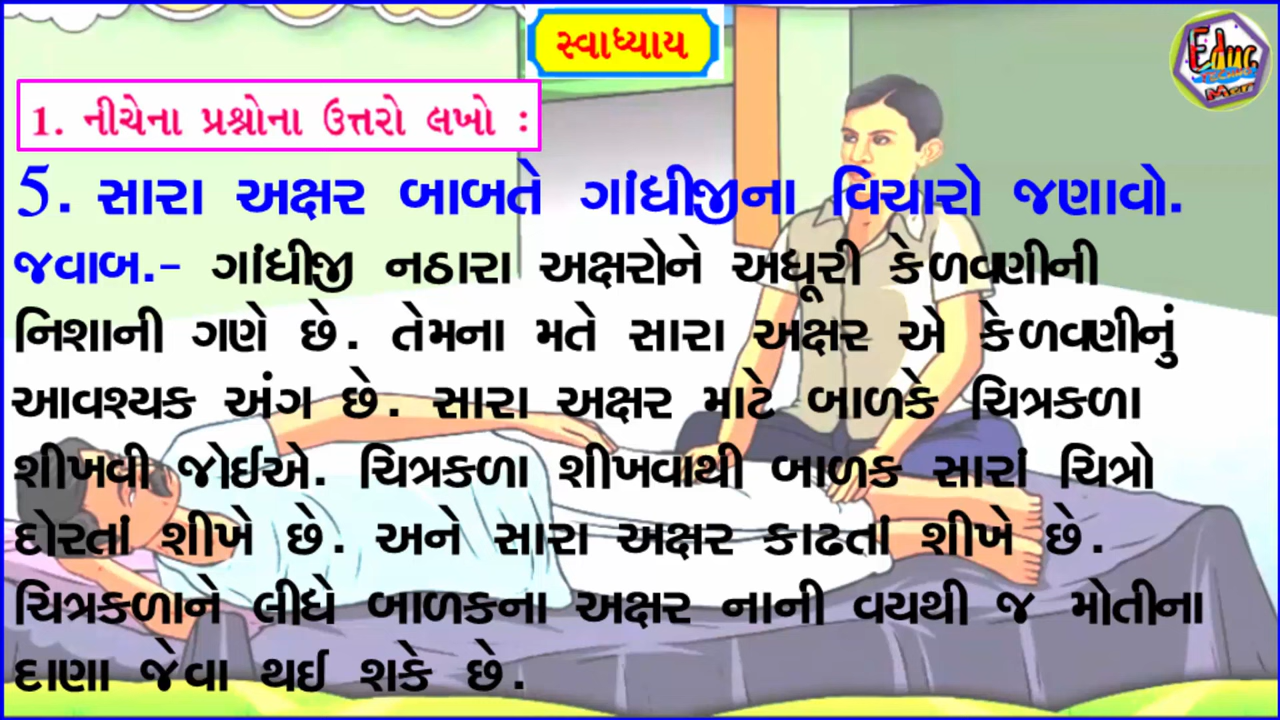 સ્વાધ્યાય
Educ
1. નીચેના પ્રશ્નોના ઉત્તરો લખો :
5. સારા અક્ષર બાબતે ગાંધીજીના વિચારો જણાવો.
જવાબ.- ગાંધીજી નઠારા અક્ષરોને અધૂરી કેળવણીની
નિશાની ગણે છે. તેમના મતે સારા અક્ષર એ કેળવણીનું
આવશ્યક અંગ છે. સારા અક્ષર માટે બાળકે ચિત્રકળા
શીખવી જોઈએ. ચિત્રકળા શીખવાથી બાળક સારાં ચિત્રો
દોરતાં શીખે છે. અને સારા અક્ષર કાઢતાં શીખે છે.
ચિત્રકળાને લીધે બાળકના અક્ષર નાની વયથી જ મોતીના
દાણા જેવા થઈ શકે છે.